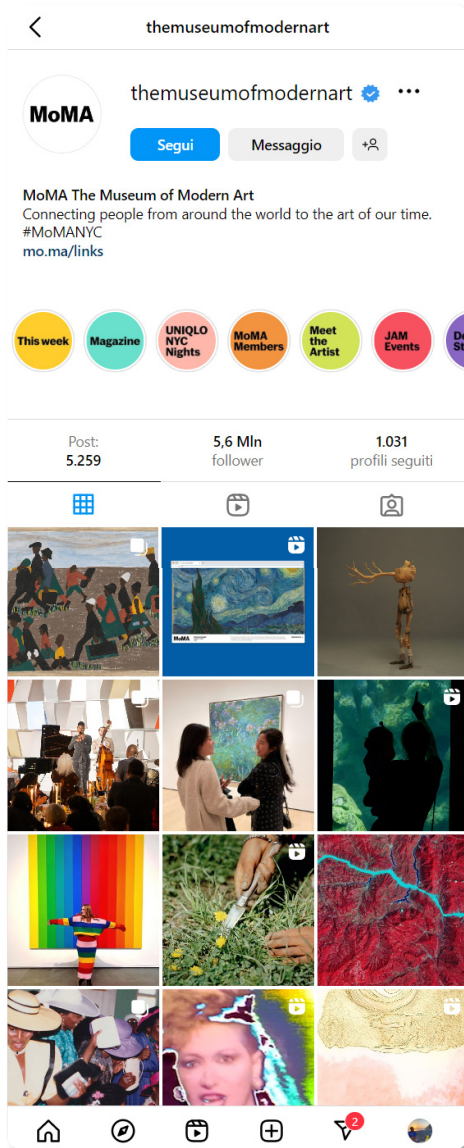 themuseumofmodernart
MoMA
themuseumofmodernart
Segui
Messaggio
MoMA The Museum of Modern Art
Connecting people from around the world to the art of our time.
#MoMANYC
mo.ma/links
This week
Magazine
UNIQLO
NYC
Nights
MoMA
Members
Meet
the
Artist
JAM
Events
Post:
5.259
5,6 Mln
follower
1.031
profili seguiti
MoMA
2